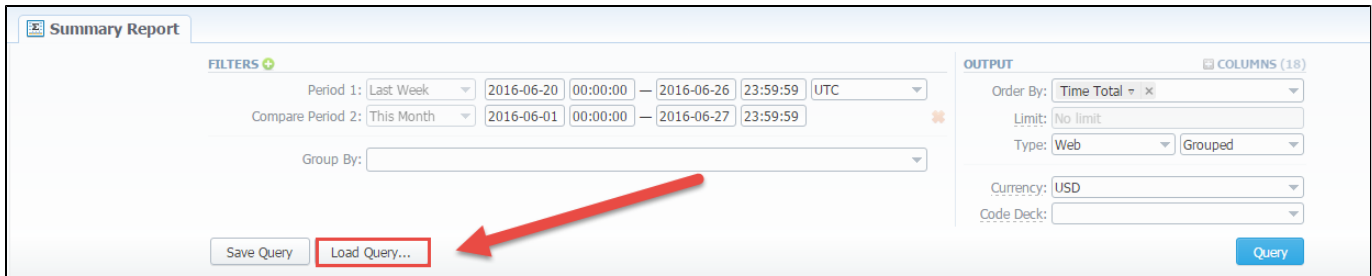 Summary Report
FILTERS
Period 1: Last Week 2016-06-20 00:00:00 — 2016-06-26 23:59:59 UTC
Compare Period 2: This Month 2016-06-01 00:00:00 — 2016-06-27 23:59:59
Group By:
Save Query Load Query...
OUTPUT COLUMNS (18)
Order By: Time Total
Limit: No limit
Type: Web Grouped
Currency: USD
Code Deck:
Query